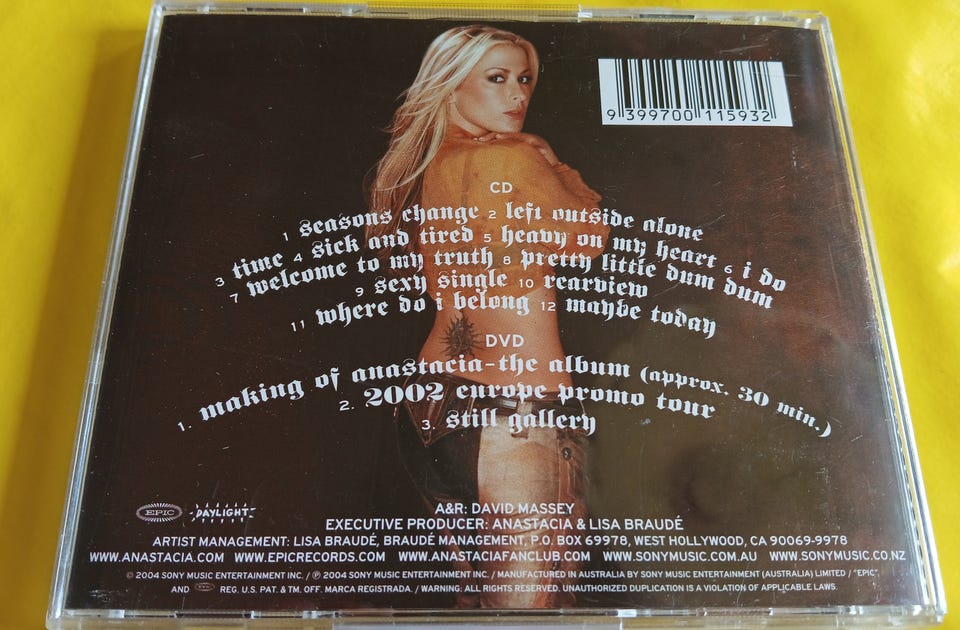 9 399700 115932
CD
1 seasons change 2 left outside alone
3 time 4 sick and tired 5 heavy on my heart 6 i do
7 welcome to my truth 8 pretty little dum dum
9 sexy single 10 rearview
11 where do i belong 12 maybe today
DVD
1. making of anastacia-the album (approx. 30 min.)
2. 2002 europe promo tour
3. still gallery
EPIC DAYLIGHT
A&R: DAVID MASSEY
EXECUTIVE PRODUCER: ANASTACIA & LISA BRAUDÉ
ARTIST MANAGEMENT: LISA BRAUDÉ, BRAUDÉ MANAGEMENT, P.O. BOX 69978, WEST HOLLYWOOD, CA 90069-9978
WWW.ANASTACIA.COM WWW.EPICRECORDS.COM WWW.ANASTACIAFANCLUB.COM WWW.SONYMUSIC.COM.AU WWW.SONYMUSIC.CO.NZ
© 2004 SONY MUSIC ENTERTAINMENT INC. / ℗ 2004 SONY MUSIC ENTERTAINMENT INC. / MANUFACTURED IN AUSTRALIA BY SONY MUSIC ENTERTAINMENT (AUSTRALIA) LIMITED / "EPIC",
AND EPIC REG. U.S. PAT. & TM. OFF. MARCA REGISTRADA. / WARNING: ALL RIGHTS RESERVED. UNAUTHORIZED DUPLICATION IS A VIOLATION OF APPLICABLE LAWS.